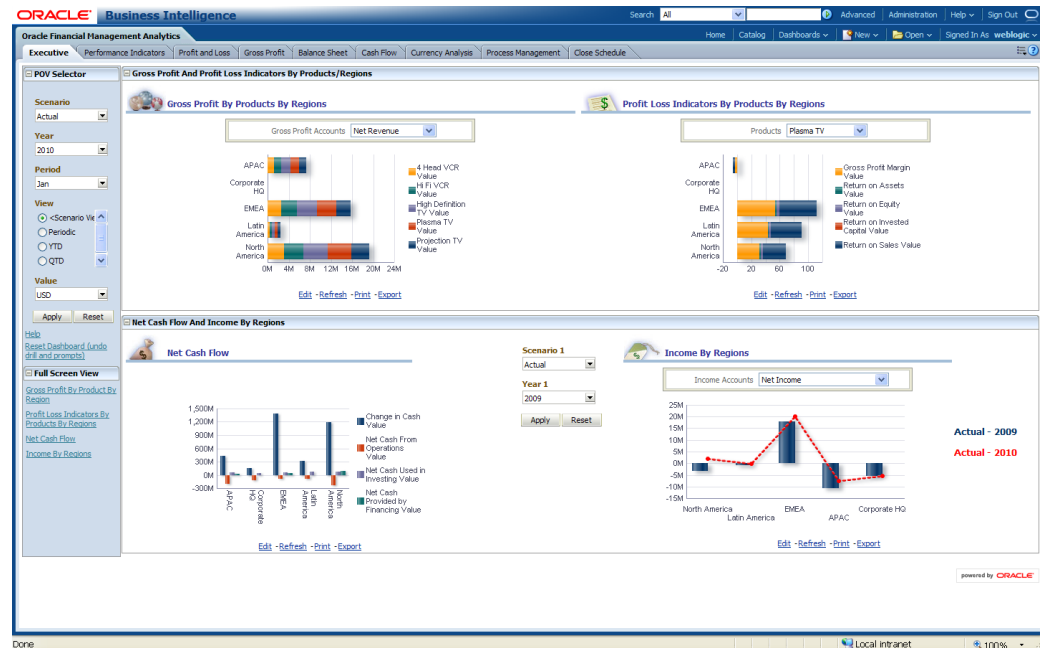 ORACLE Business Intelligence
Search All Advanced Administration Help Sign Out
Oracle Financial Management Analytics
Home Catalog Dashboards New Open Signed In As weblogic
Executive Performance Indicators Profit and Loss Gross Profit Balance Sheet Cash Flow Currency Analysis Process Management Close Schedule
POV Selector
Scenario
Actual
Year
2010
Period
Jan
View
<Scenario Vie
Periodic
YTD
QTD
Value
USD
Apply Reset
Help
Reset Dashboard (undo
drill and prompts)
Full Screen View
Gross Profit By Product By
Region
Profit Loss Indicators By
Products By Regions
Net Cash Flow
Income By Regions
Gross Profit And Profit Loss Indicators By Products/Regions
Gross Profit By Products By Regions
Gross Profit Accounts Net Revenue
APAC
Corporate
HQ
EMEA
Latin
America
North
America
0M 4M 8M 12M 16M 20M 24M
4 Head VCR
Value
Hi Fi VCR
Value
High Definition
TV Value
Plasma TV
Value
Projection TV
Value
Edit - Refresh - Print - Export
Profit Loss Indicators By Products By Regions
Products Plasma TV
APAC
Corporate
HQ
EMEA
Latin
America
North
America
-20 20 60 100
Gross Profit Margin
Value
Return on Assets
Value
Return on Equity
Value
Return on Invested
Capital Value
Return on Sales Value
Edit - Refresh - Print - Export
Net Cash Flow And Income By Regions
Net Cash Flow
1,500M
1,200M
900M
600M
300M
0M
-300M
APAC
Corporate
HQ
EMEA
Latin
America
North
America
Change in Cash
Value
Net Cash From
Operations
Value
Net Cash Used in
Investing Value
Net Cash
Provided by
Financing Value
Edit - Refresh - Print - Export
Scenario 1
Actual
Year 1
2009
Apply Reset
Income By Regions
Income Accounts Net Income
25M
20M
15M
10M
5M
0M
-5M
-10M
-15M
North America
Latin America
EMEA
APAC
Corporate HQ
Actual - 2009
Actual - 2010
Edit - Refresh - Print - Export
powered by ORACLE
Done
Local intranet
100%